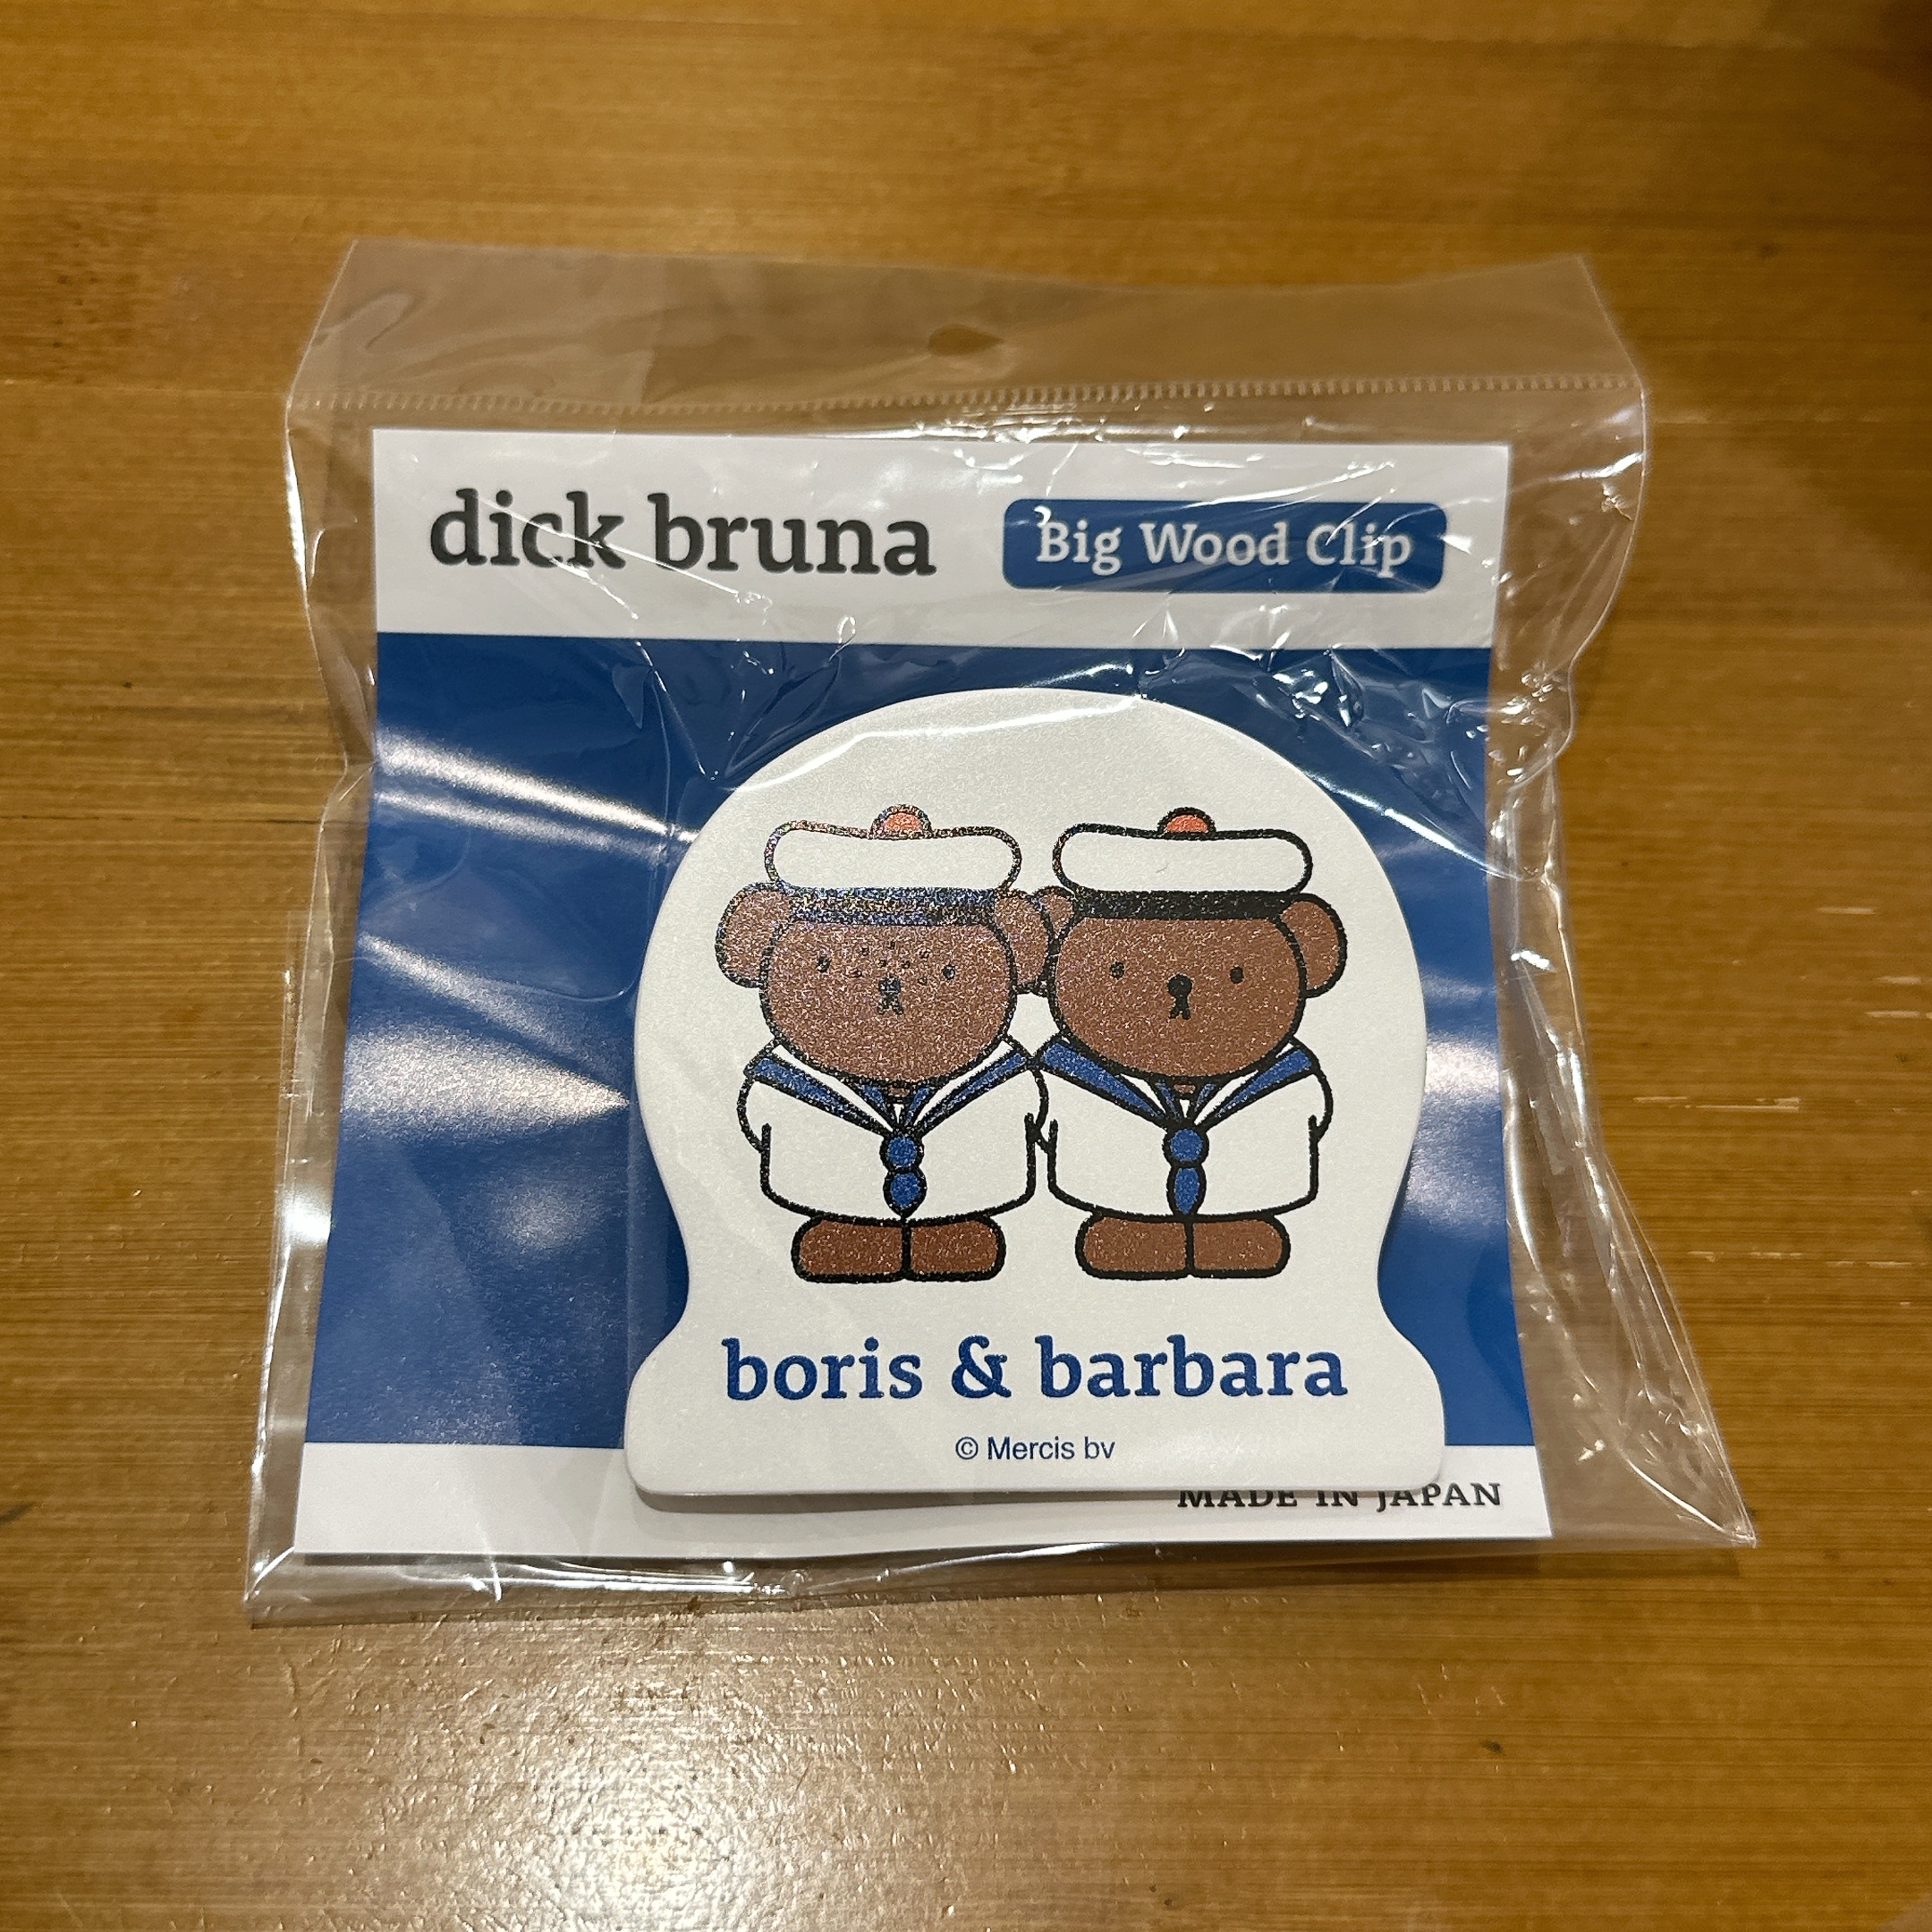 dick bruna
Big Wood Clip
boris & barbara
© Mercis bv
MADE IN JAPAN